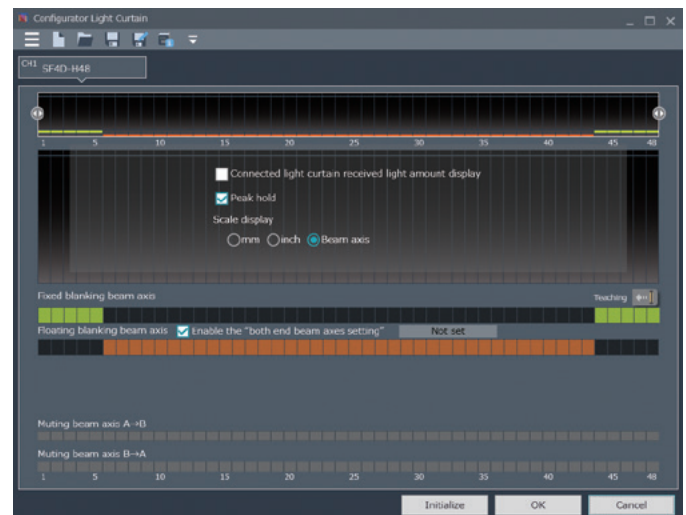 Configurator Light Curtain
CH1 SF4D-H48
1 5 10 15 20 25 30 35 40 45 48
Connected light curtain received light amount display
Peak hold
Scale display
mm inch Beam axis
Fixed blanking beam axis Teaching
Floating blanking beam axis Enable the "both end beam axes setting" Not set
Muting beam axis A→B
Muting beam axis B→A
1 5 10 15 20 25 30 35 40 45 48
Initialize OK Cancel